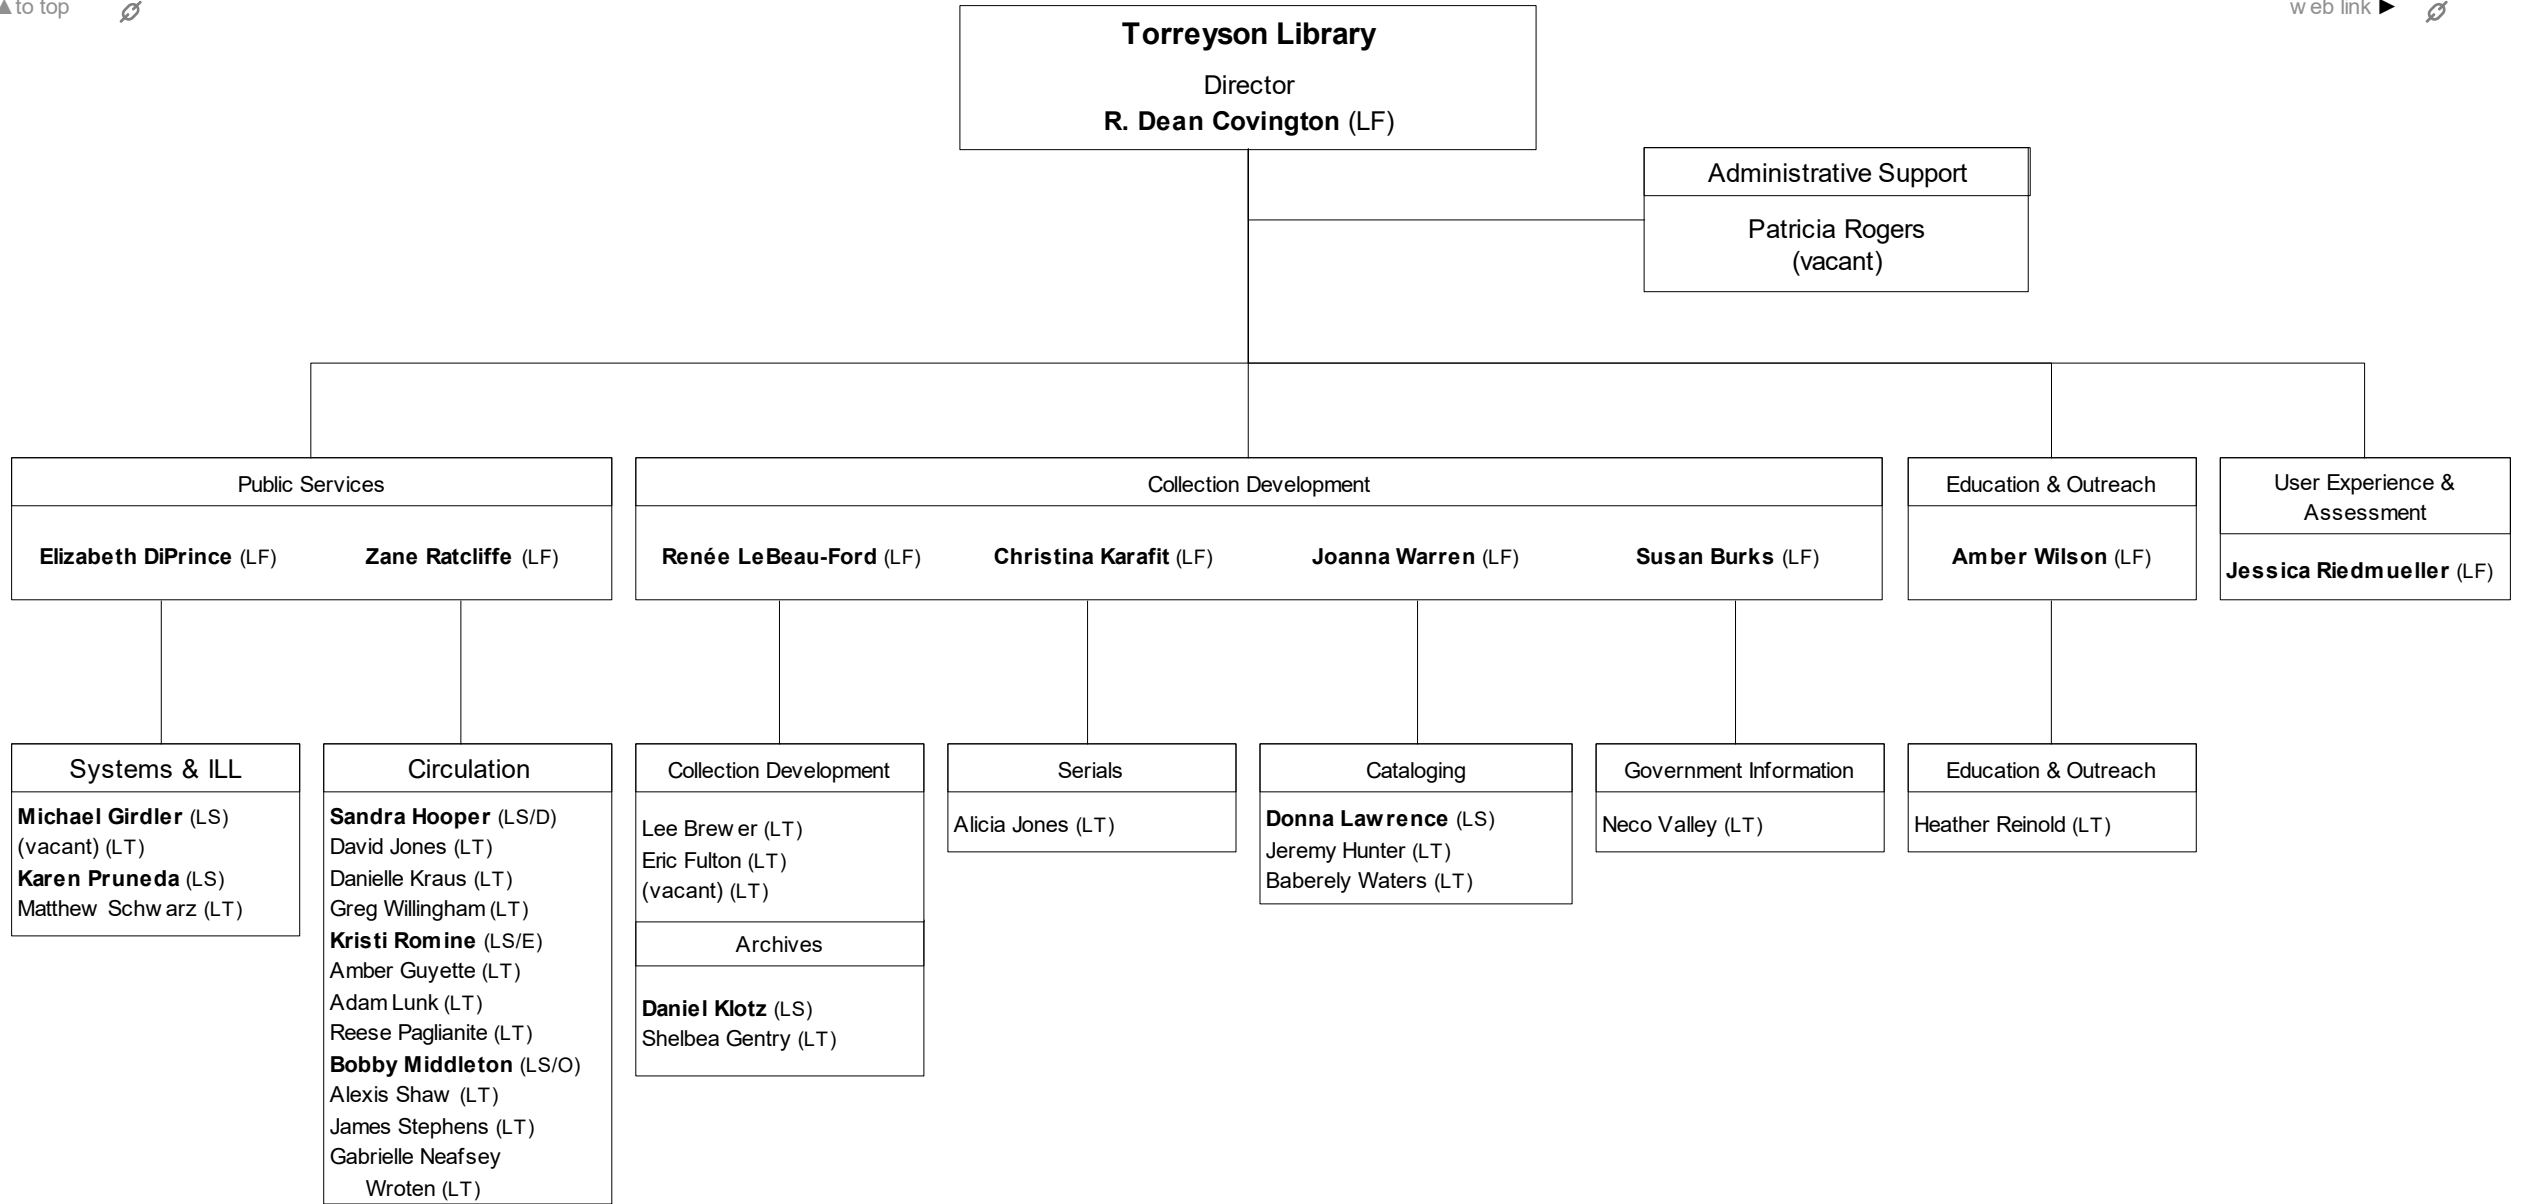 ▲to top
web link ►
Torreyson Library
Director
R. Dean Covington (LF)
Administrative Support
Patricia Rogers
(vacant)
Public Services
Elizabeth DiPrince (LF) Zane Ratcliffe (LF)
Collection Development
Renée LeBeau-Ford (LF) Christina Karafit (LF) Joanna Warren (LF) Susan Burks (LF)
Education & Outreach
Amber Wilson (LF)
User Experience &
Assessment
Jessica Riedmueller (LF)
Systems & ILL
Michael Girdler (LS)
(vacant) (LT)
Karen Pruneda (LS)
Matthew Schwarz (LT)
Circulation
Sandra Hooper (LS/D)
David Jones (LT)
Danielle Kraus (LT)
Greg Willingham (LT)
Kristi Romine (LS/E)
Amber Guyette (LT)
Adam Lunk (LT)
Reese Paglianite (LT)
Bobby Middleton (LS/O)
Alexis Shaw (LT)
James Stephens (LT)
Gabrielle Neafsey
Wroten (LT)
Collection Development
Lee Brewer (LT)
Eric Fulton (LT)
(vacant) (LT)
Archives
Daniel Klotz (LS)
Shelbea Gentry (LT)
Serials
Alicia Jones (LT)
Cataloging
Donna Lawrence (LS)
Jeremy Hunter (LT)
Baberely Waters (LT)
Government Information
Neco Valley (LT)
Education & Outreach
Heather Reinold (LT)